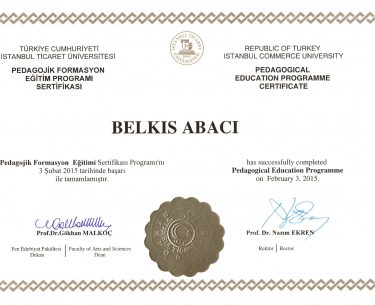 TÜRKİYE CUMHURİYETİ
İSTANBUL TİCARET ÜNİVERSİTESİ
PEDAGOJİK FORMASYON
EĞİTİM PROGRAMI
SERTİFİKASI
REPUBLIC OF TURKEY
ISTANBUL COMMERCE UNIVERSITY
PEDAGOGICAL
EDUCATION PROGRAMME
CERTIFICATE
BELKIS ABACI
Pedagojik Formasyon Eğitimi Sertifikası Programı'nı
3 Şubat 2015 tarihinde başarı
ile tamamlamıştır.
has successfully completed
Pedagogical Education Programme
on February 3, 2015.
Prof.Dr.Gökhan MALKOÇ
Fen Edebiyat Fakültesi | Faculty of Arts and Sciences
Dekan | Dean
Prof. Dr. Nazım EKREN
Rektör | Rector